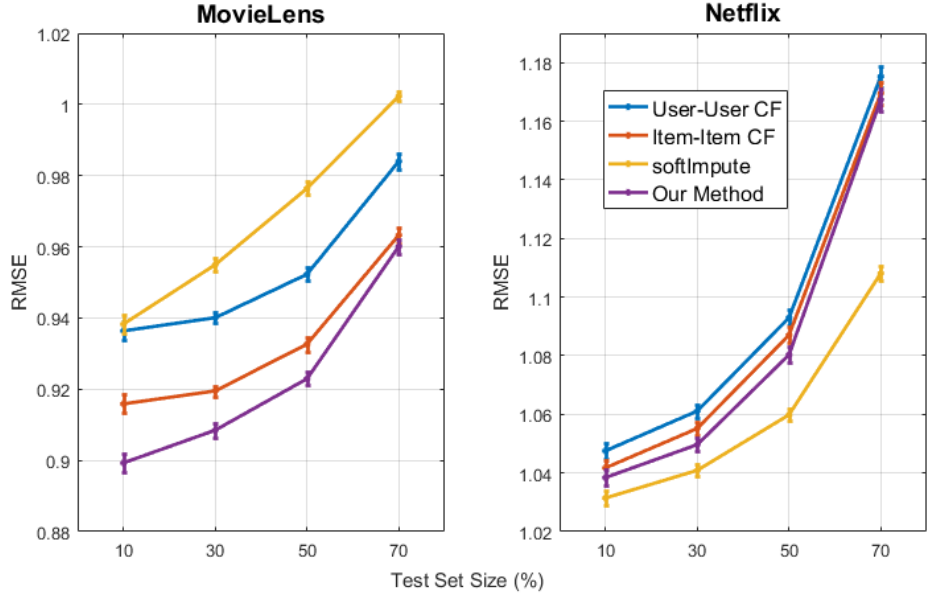 MovieLens
RMSE
1.02
1
0.98
0.96
0.94
0.92
0.9
0.88
10
30
50
70
Netflix
RMSE
1.18
1.16
1.14
1.12
1.1
1.08
1.06
1.04
1.02
10
30
50
70
User-User CF
Item-Item CF
softImpute
Our Method
Test Set Size (%)